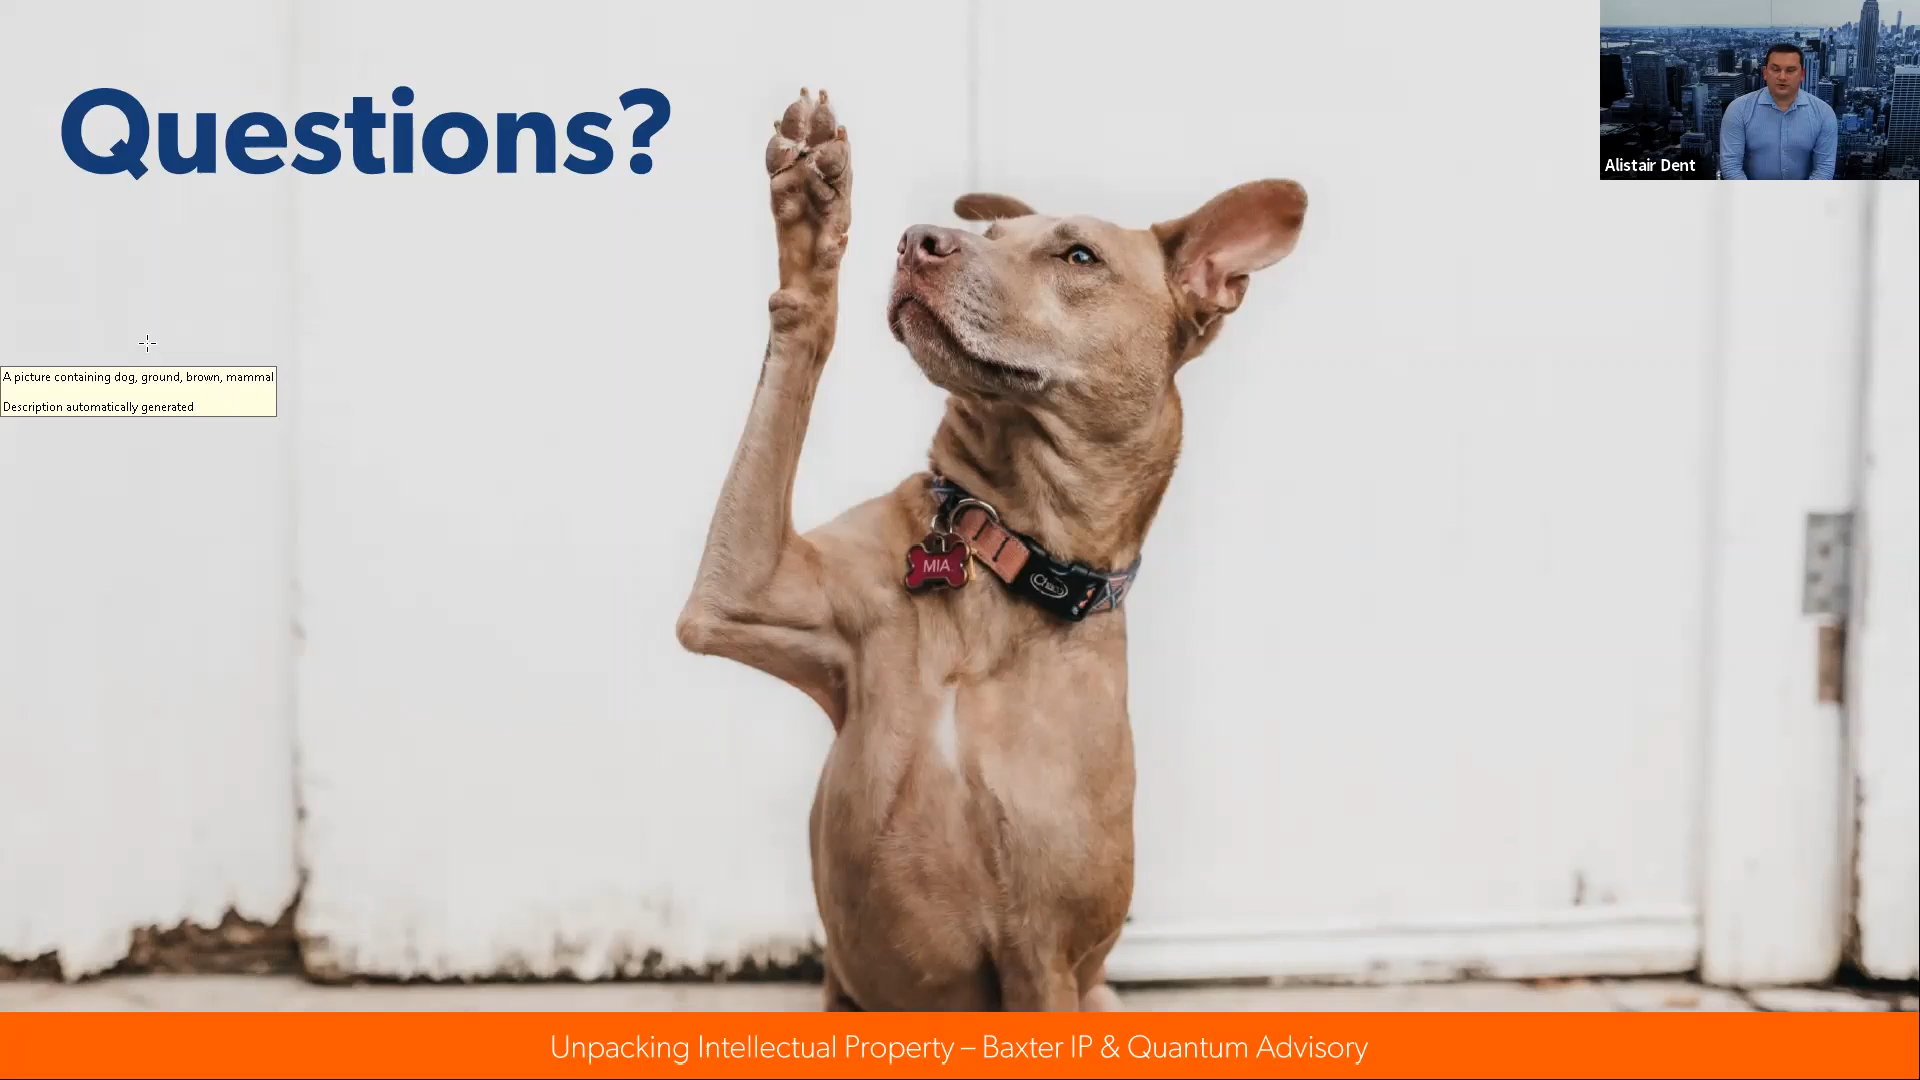 Questions?
Alistair Dent
A picture containing dog, ground, brown, mammal
Description automatically generated
MIA
Chaco
Unpacking Intellectual Property – Baxter IP & Quantum Advisory